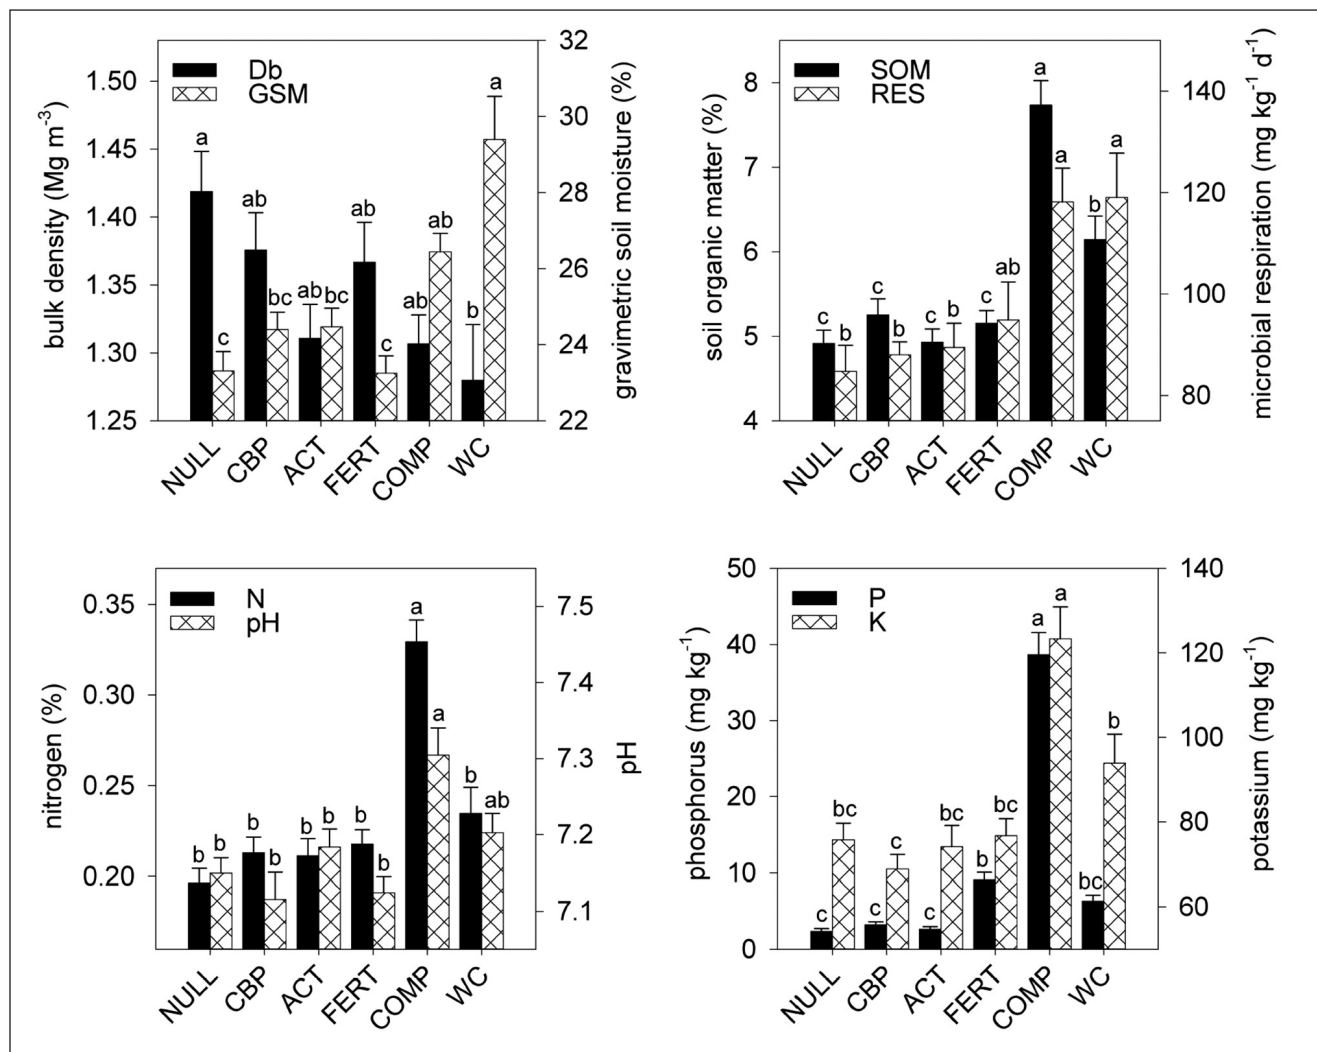 Db
GSM
bulk density (Mg m-3)
1.50
1.45
1.40
1.35
1.30
1.25
a
c
ab
bc
ab
bc
ab
c
ab
ab
b
a
32
30
28
26
24
22
gravimetric soil moisture (%)
NULL
CBP
ACT
FERT
COMP
WC
SOM
RES
soil organic matter (%)
8
7
6
5
4
c
b
c
b
c
b
c
ab
a
a
b
a
140
120
100
80
microbial respiration (mg kg-1 d-1)
NULL
CBP
ACT
FERT
COMP
WC
N
pH
nitrogen (%)
0.35
0.30
0.25
0.20
b
b
b
b
b
b
b
b
a
a
b
ab
7.5
7.4
7.3
7.2
7.1
pH
NULL
CBP
ACT
FERT
COMP
WC
P
K
phosphorus (mg kg-1)
50
40
30
20
10
0
c
bc
c
c
c
bc
b
bc
a
a
bc
b
140
120
100
80
60
potassium (mg kg-1)
NULL
CBP
ACT
FERT
COMP
WC